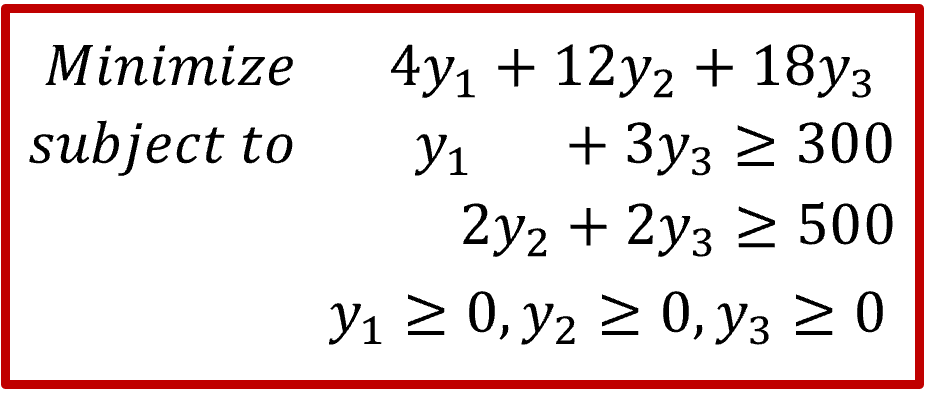 Minimize 4y₁ + 12y₂ + 18y₃
subject to y₁ + 3y₃ ≥ 300
2y₂ + 2y₃ ≥ 500
y₁ ≥ 0, y₂ ≥ 0, y₃ ≥ 0